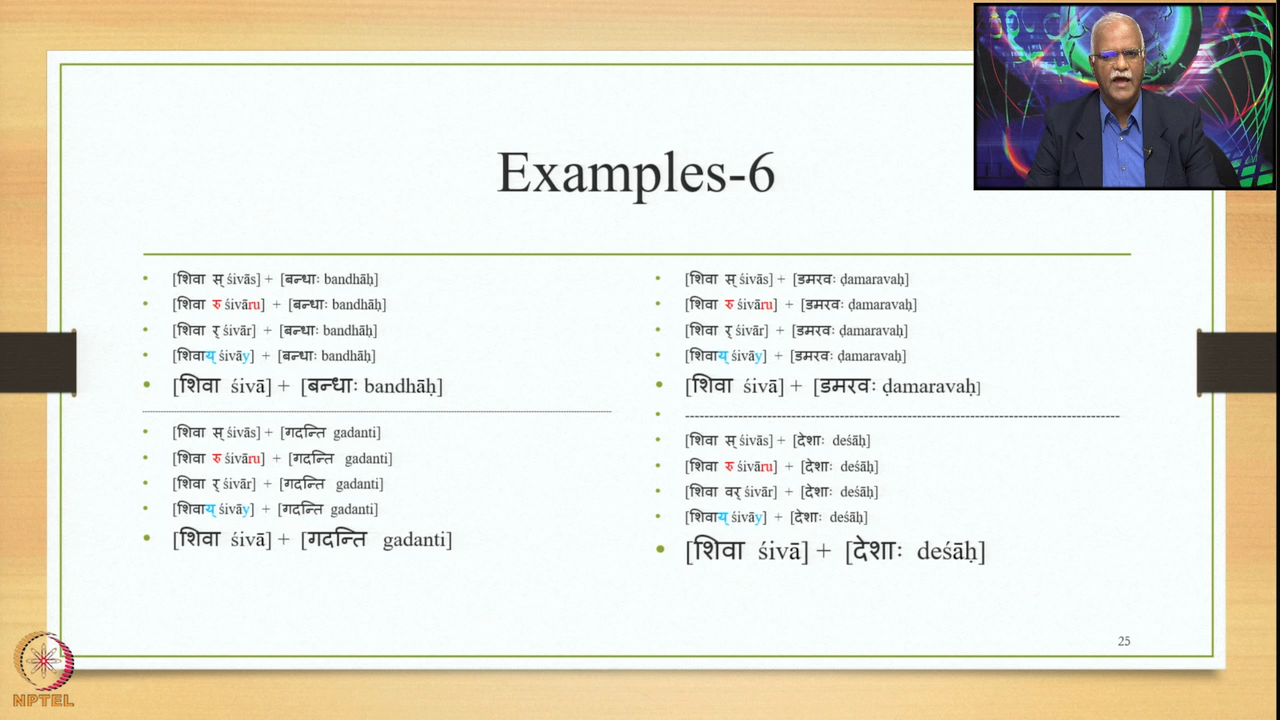 Examples-6
[शिवा स् śivās] + [बन्धाः bandhāḥ]
[शिवा रु śivāru] + [बन्धाः bandhāḥ]
[शिवा र् śivār] + [बन्धाः bandhāḥ]
[शिवाय् śivāy] + [बन्धाः bandhāḥ]
[शिवा śivā] + [बन्धाः bandhāḥ]
[शिवा स् śivās] + [गदन्ति gadanti]
[शिवा रु śivāru] + [गदन्ति gadanti]
[शिवा र् śivār] + [गदन्ति gadanti]
[शिवाय् śivāy] + [गदन्ति gadanti]
[शिवा śivā] + [गदन्ति gadanti]
[शिवा स् śivās] + [डमरवः ḍamaravaḥ]
[शिवा रु śivāru] + [डमरवः ḍamaravaḥ]
[शिवा र् śivār] + [डमरवः ḍamaravaḥ]
[शिवाय् śivāy] + [डमरवः ḍamaravaḥ]
[शिवा śivā] + [डमरवः ḍamaravaḥ]
[शिवा स् śivās] + [देशाः deśāḥ]
[शिवा रु śivāru] + [देशाः deśāḥ]
[शिवा वर् śivār] + [देशाः deśāḥ]
[शिवाय् śivāy] + [देशाः deśāḥ]
[शिवा śivā] + [देशाः deśāḥ]
25
NPTEL